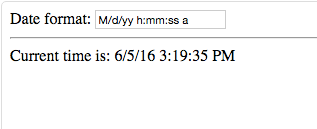 Date format: M/d/yy h:mm:ss a
Current time is: 6/5/16 3:19:35 PM